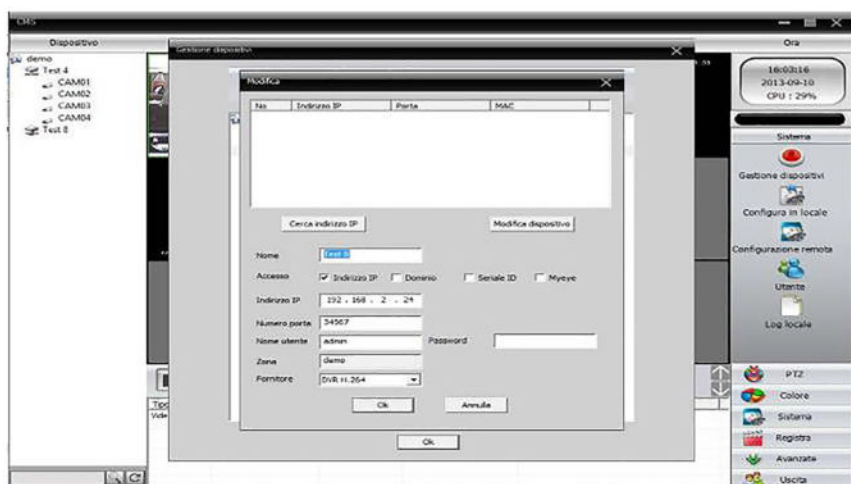 CMS
Dispositivo
Ora
demo
Test 4
CAM01
CAM02
CAM03
CAM04
Test 8
Gestione dispositivi
Modifica
No Indirizzo IP Porta MAC
Cerca indirizzo IP Modifica dispositivo
Nome Test 8
Accesso Indirizzo IP Dominio Seriale ID Myeye
Indirizzo IP 192 . 168 . 2 . 24
Numero porta 34567
Nome utente admin Password
Zona demo
Fornitore DVR H.264
Ok Annulla
Ok
16:03:16
2013-09-10
CPU : 29%
Sistema
Gestione dispositivi
Configura in locale
Configurazione remota
Utente
Log locale
PTZ
Colore
Sistema
Registra
Avanzate
Uscita